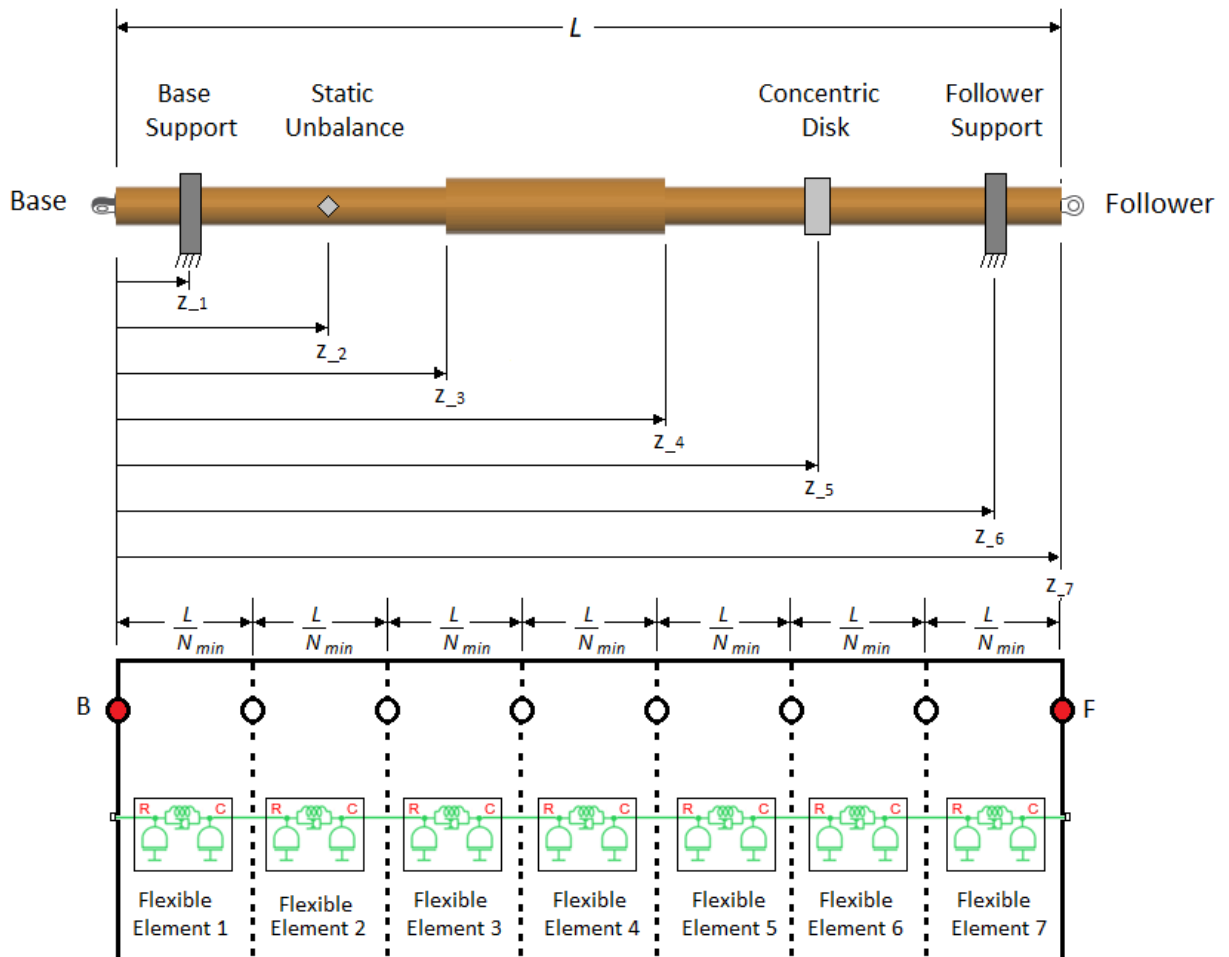 L
Base
Support
Static
Unbalance
Concentric
Disk
Follower
Support
Base
Follower
z_1
z_2
z_3
z_4
z_5
z_6
z_7
L
N min
L
N min
L
N min
L
N min
L
N min
L
N min
L
N min
B
F
R C
R C
R C
R C
R C
R C
R C
Flexible
Element 1
Flexible
Element 2
Flexible
Element 3
Flexible
Element 4
Flexible
Element 5
Flexible
Element 6
Flexible
Element 7